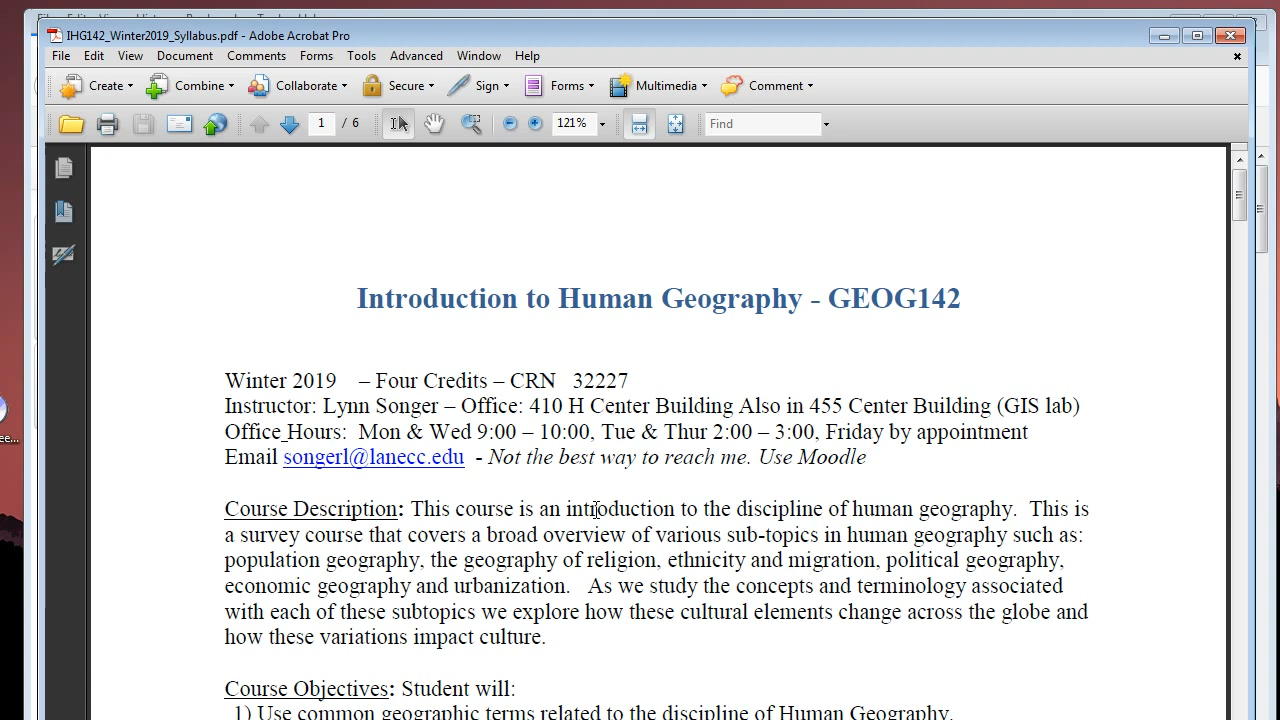 IHG142_Winter2019_Syllabus.pdf - Adobe Acrobat Pro
File Edit View Document Comments Forms Tools Advanced Window Help
Create Combine Collaborate Secure Sign Forms Multimedia Comment
1 / 6 121% Find
Introduction to Human Geography - GEOG142
Winter 2019 – Four Credits – CRN 32227
Instructor: Lynn Songer – Office: 410 H Center Building Also in 455 Center Building (GIS lab)
Office Hours: Mon & Wed 9:00 – 10:00, Tue & Thur 2:00 – 3:00, Friday by appointment
Email songerl@lanecc.edu - Not the best way to reach me. Use Moodle
Course Description: This course is an introduction to the discipline of human geography. This is
a survey course that covers a broad overview of various sub-topics in human geography such as:
population geography, the geography of religion, ethnicity and migration, political geography,
economic geography and urbanization. As we study the concepts and terminology associated
with each of these subtopics we explore how these cultural elements change across the globe and
how these variations impact culture.
Course Objectives: Student will:
1) Use common geographic terms related to the discipline of Human Geography.